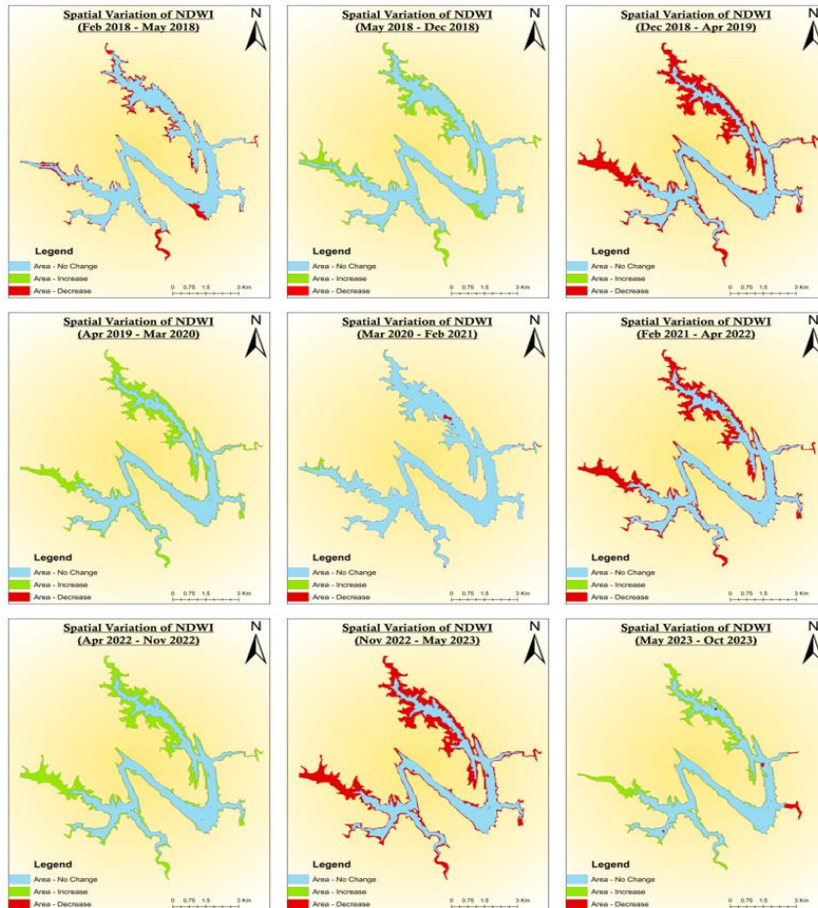 Spatial Variation of NDWI
(Feb 2018 - May 2018)
N
Legend
Area - No Change
Area - Increase
Area - Decrease
0 0.75 1.5 3 Km
Spatial Variation of NDWI
(May 2018 - Dec 2018)
N
Legend
Area - No Change
Area - Increase
Area - Decrease
0 0.75 1.5 3 Km
Spatial Variation of NDWI
(Dec 2018 - Apr 2019)
N
Legend
Area - No Change
Area - Increase
Area - Decrease
0 0.75 1.5 3 Km
Spatial Variation of NDWI
(Apr 2019 - Mar 2020)
N
Legend
Area - No Change
Area - Increase
Area - Decrease
0 0.75 1.5 3 Km
Spatial Variation of NDWI
(Mar 2020 - Feb 2021)
N
Legend
Area - No Change
Area - Increase
Area - Decrease
0 0.75 1.5 3 Km
Spatial Variation of NDWI
(Feb 2021 - Apr 2022)
N
Legend
Area - No Change
Area - Increase
Area - Decrease
0 0.75 1.5 3 Km
Spatial Variation of NDWI
(Apr 2022 - Nov 2022)
N
Legend
Area - No Change
Area - Increase
Area - Decrease
0 0.75 1.5 3 Km
Spatial Variation of NDWI
(Nov 2022 - May 2023)
N
Legend
Area - No Change
Area - Increase
Area - Decrease
0 0.75 1.5 3 Km
Spatial Variation of NDWI
(May 2023 - Oct 2023)
N
Legend
Area - No Change
Area - Increase
Area - Decrease
0 0.75 1.5 3 Km